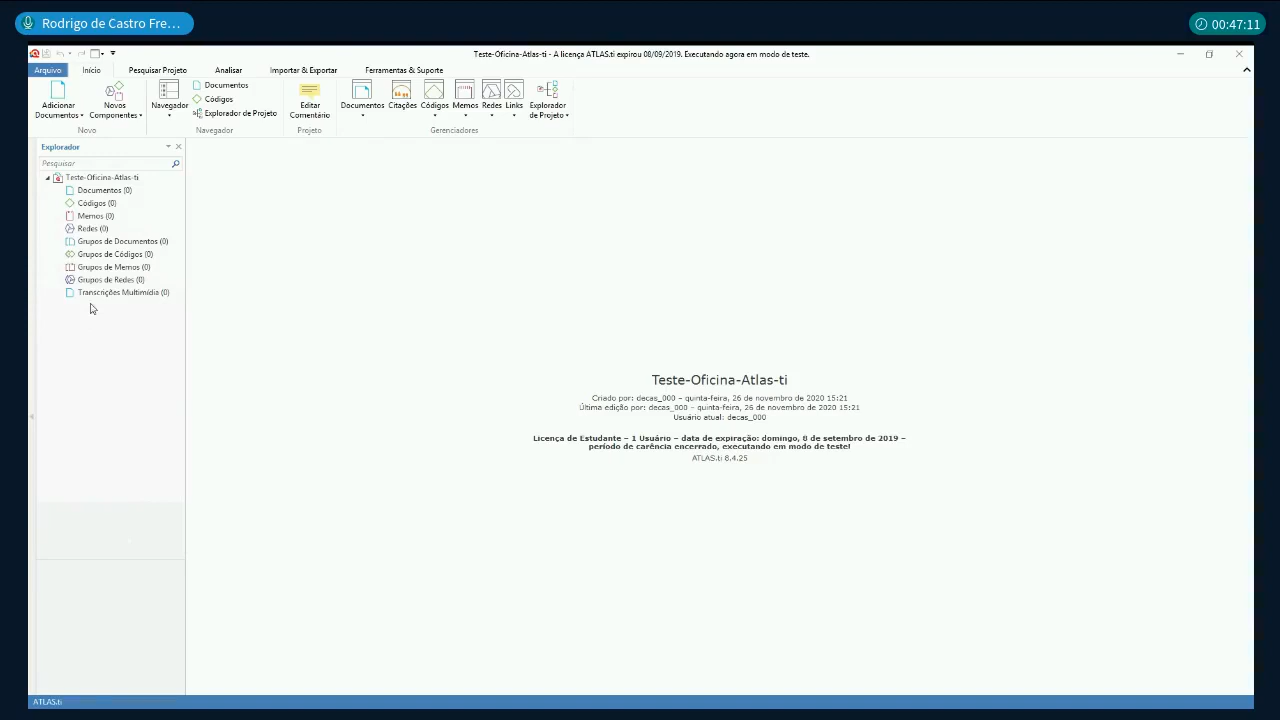 Rodrigo de Castro Fre...
00:47:11
Teste-Oficina-Atlas-ti - A licença ATLAS.ti expirou 08/09/2019. Executando agora em modo de teste.
Arquivo Início Pesquisar Projeto Analisar Importar & Exportar Ferramentas & Suporte
Adicionar Documentos
Novos Componentes
Novo
Navegador
Documentos
Códigos
Explorador de Projeto
Navegador
Editar Comentário
Projeto
Documentos Citações Códigos Memos Redes Links Explorador de Projeto
Gerenciadores
Explorador
Pesquisar
Teste-Oficina-Atlas-ti
Documentos (0)
Códigos (0)
Memos (0)
Redes (0)
Grupos de Documentos (0)
Grupos de Códigos (0)
Grupos de Memos (0)
Grupos de Redes (0)
Transcrições Multimídia (0)
Teste-Oficina-Atlas-ti
Criado por: decas_000 – quinta-feira, 26 de novembro de 2020 15:21
Última edição por: decas_000 – quinta-feira, 26 de novembro de 2020 15:21
Usuário atual: decas_000
Licença de Estudante – 1 Usuário – data de expiração: domingo, 8 de setembro de 2019 –
período de carência encerrado, executando em modo de teste!
ATLAS.ti 8.4.25
ATLAS.ti